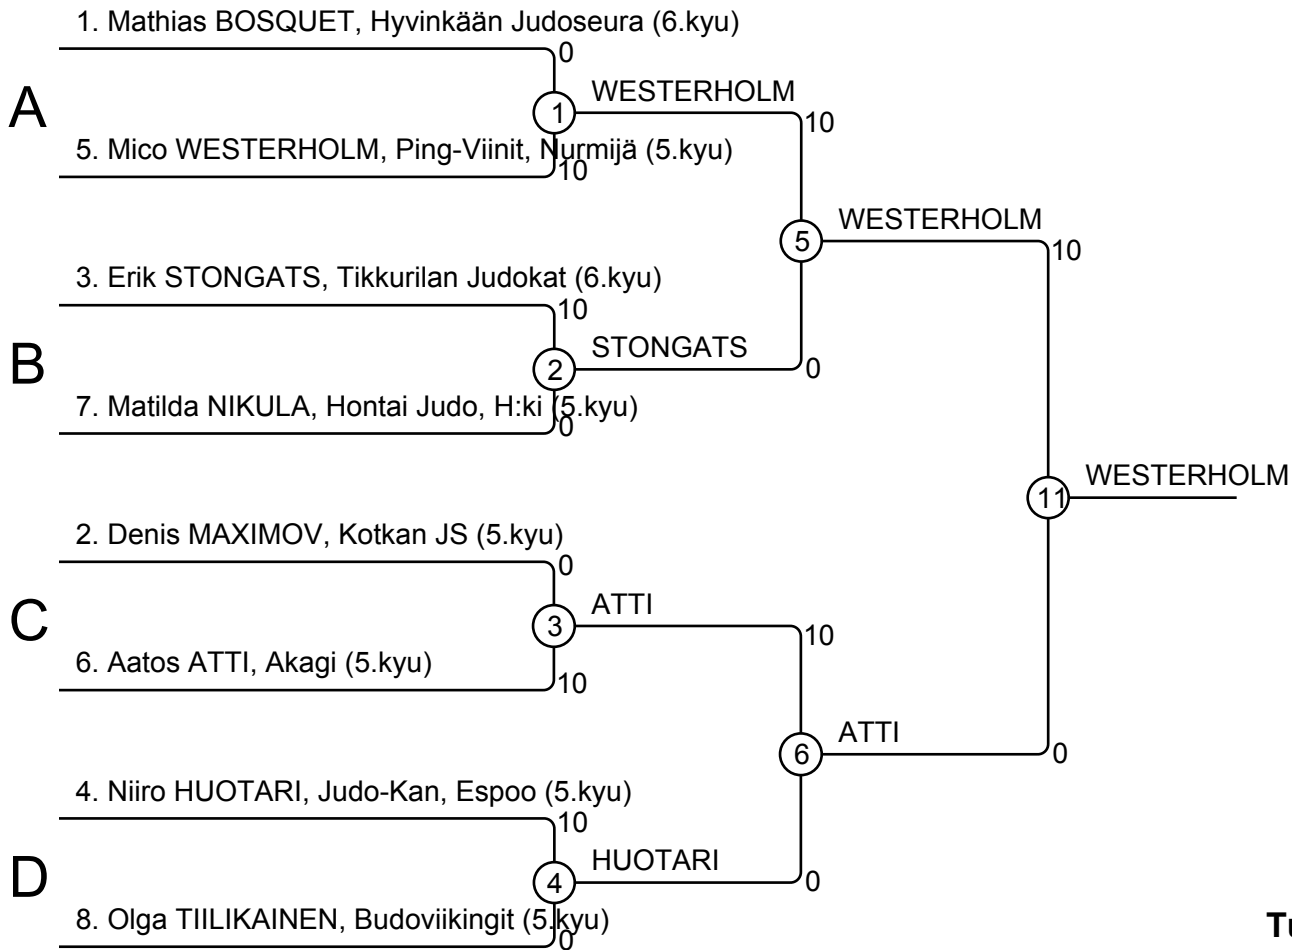 1. Mathias BOSQUET, Hyvinkään Judoseura (6.kyu)
0
A
1
WESTERHOLM
10
5. Mico WESTERHOLM, Ping-Viinit, Nurmijä (5.kyu)
10
5
WESTERHOLM
10
3. Erik STONGATS, Tikkurilan Judokat (6.kyu)
10
B
2
STONGATS
0
7. Matilda NIKULA, Hontai Judo, H:ki (5.kyu)
0
11
WESTERHOLM
2. Denis MAXIMOV, Kotkan JS (5.kyu)
0
C
3
ATTI
10
6. Aatos ATTI, Akagi (5.kyu)
10
6
ATTI
0
4. Niiro HUOTARI, Judo-Kan, Espoo (5.kyu)
10
D
4
HUOTARI
0
8. Olga TIILIKAINEN, Budoviikingit (5.kyu)
0